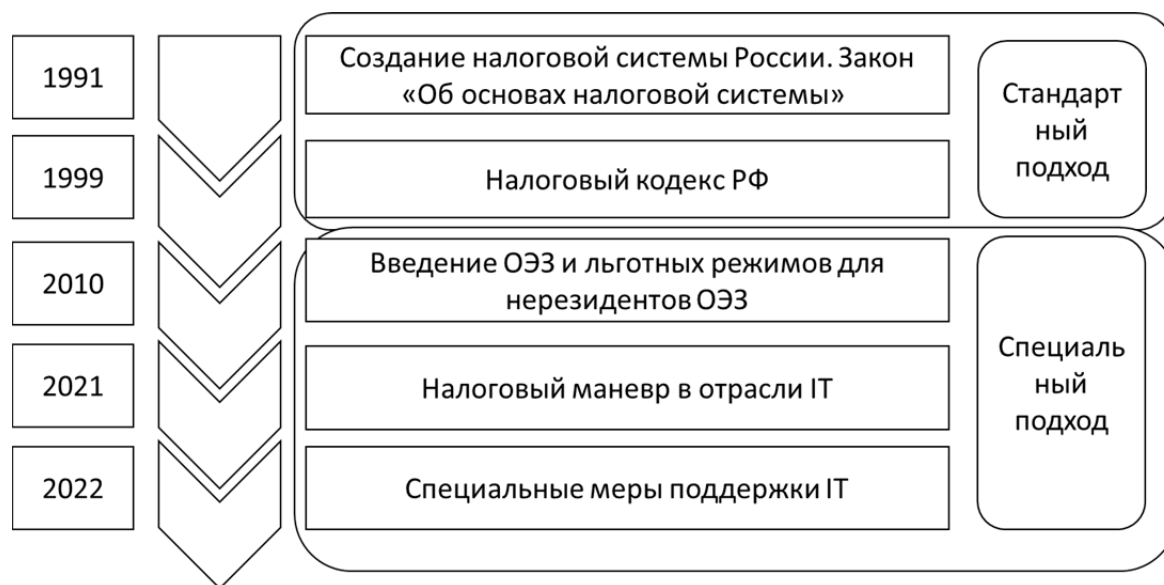 1991
Создание налоговой системы России. Закон
«Об основах налоговой системы»
1999
Налоговый кодекс РФ
Стандарт
ный
подход
2010
Введение ОЭЗ и льготных режимов для
нерезидентов ОЭЗ
2021
Налоговый маневр в отрасли IT
2022
Специальные меры поддержки IT
Специаль
ный
подход